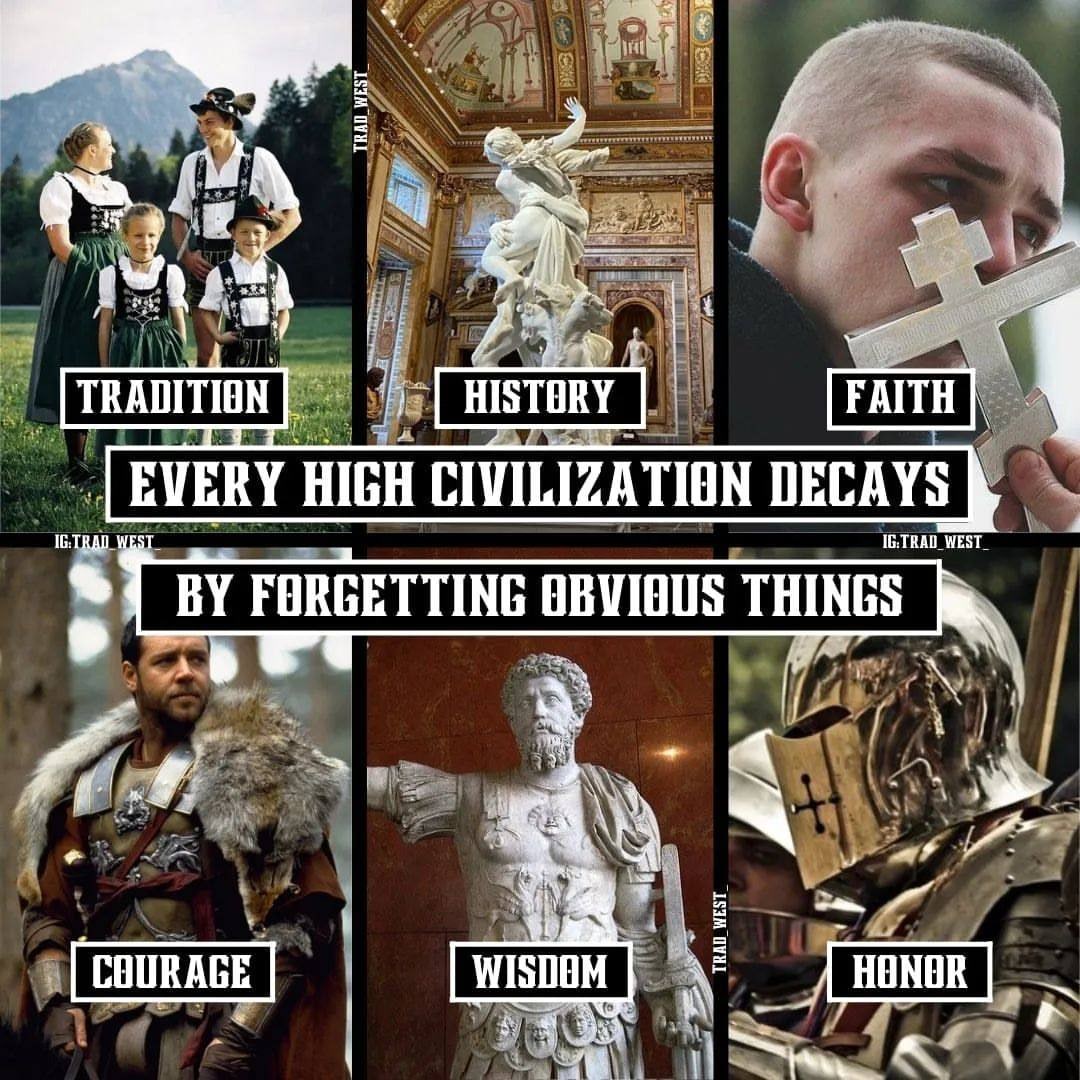 TRAD_WEST_
TRADITION
HISTORY
FAITH
EVERY HIGH CIVILIZATION DECAYS
IG:TRAD_WEST_
IG:TRAD_WEST_
BY FORGETTING OBVIOUS THINGS
TRAD_WEST_
COURAGE
WISDOM
HONOR